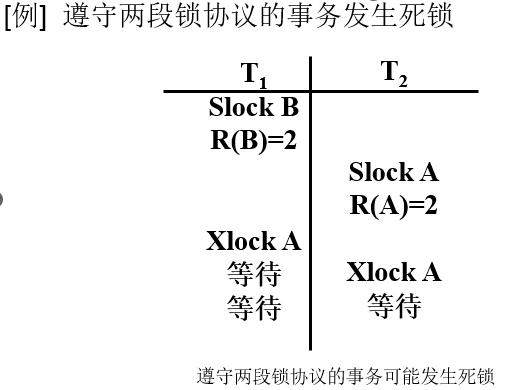 [例] 遵守两段锁协议的事务发生死锁
T1 T2
Slock B
R(B)=2
Slock A
R(A)=2
Xlock A
等待 Xlock A
等待 等待
遵守两段锁协议的事务可能发生死锁